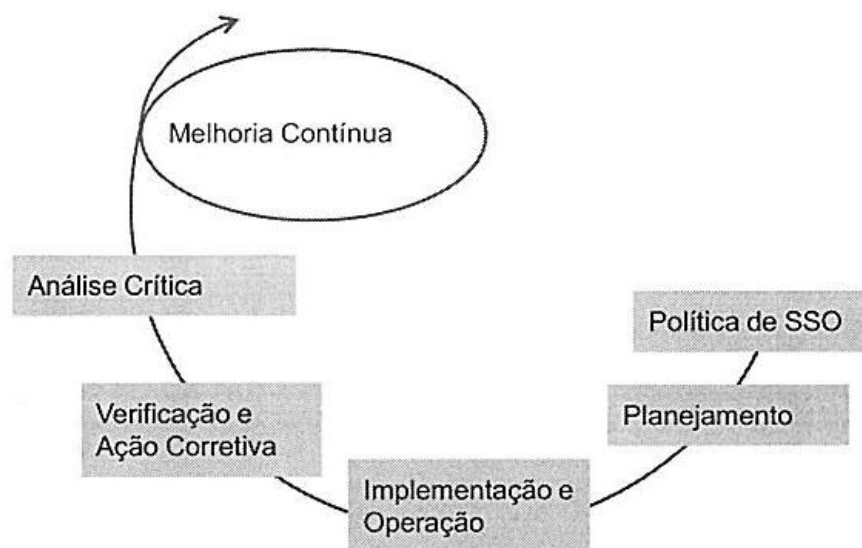 Melhoria Contínua
Análise Crítica
Política de SSO
Verificação e
Ação Corretiva
Planejamento
Implementação e
Operação